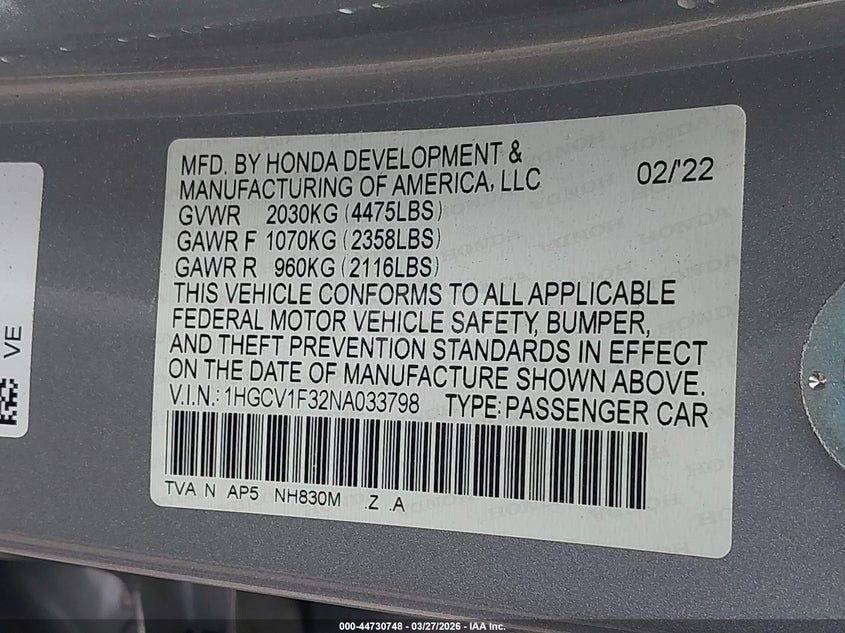 MFD. BY HONDA DEVELOPMENT &
MANUFACTURING OF AMERICA, LLC 02/'22
GVWR 2030KG (4475LBS)
GAWR F 1070KG (2358LBS)
GAWR R 960KG (2116LBS)
THIS VEHICLE CONFORMS TO ALL APPLICABLE
FEDERAL MOTOR VEHICLE SAFETY, BUMPER,
AND THEFT PREVENTION STANDARDS IN EFFECT
ON THE DATE OF MANUFACTURE SHOWN ABOVE.
V.I.N.: 1HGCV1F32NA033798 TYPE: PASSENGER CAR
TVA N AP5 NH830M .Z .A
VE
000-44730748 - 03/27/2026 - IAA Inc.